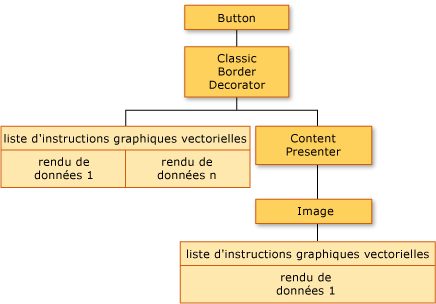 Button
Classic
Border
Decorator
liste d'instructions graphiques vectorielles
rendu de
données 1
rendu de
données n
Content
Presenter
Image
liste d'instructions graphiques vectorielles
rendu de
données 1